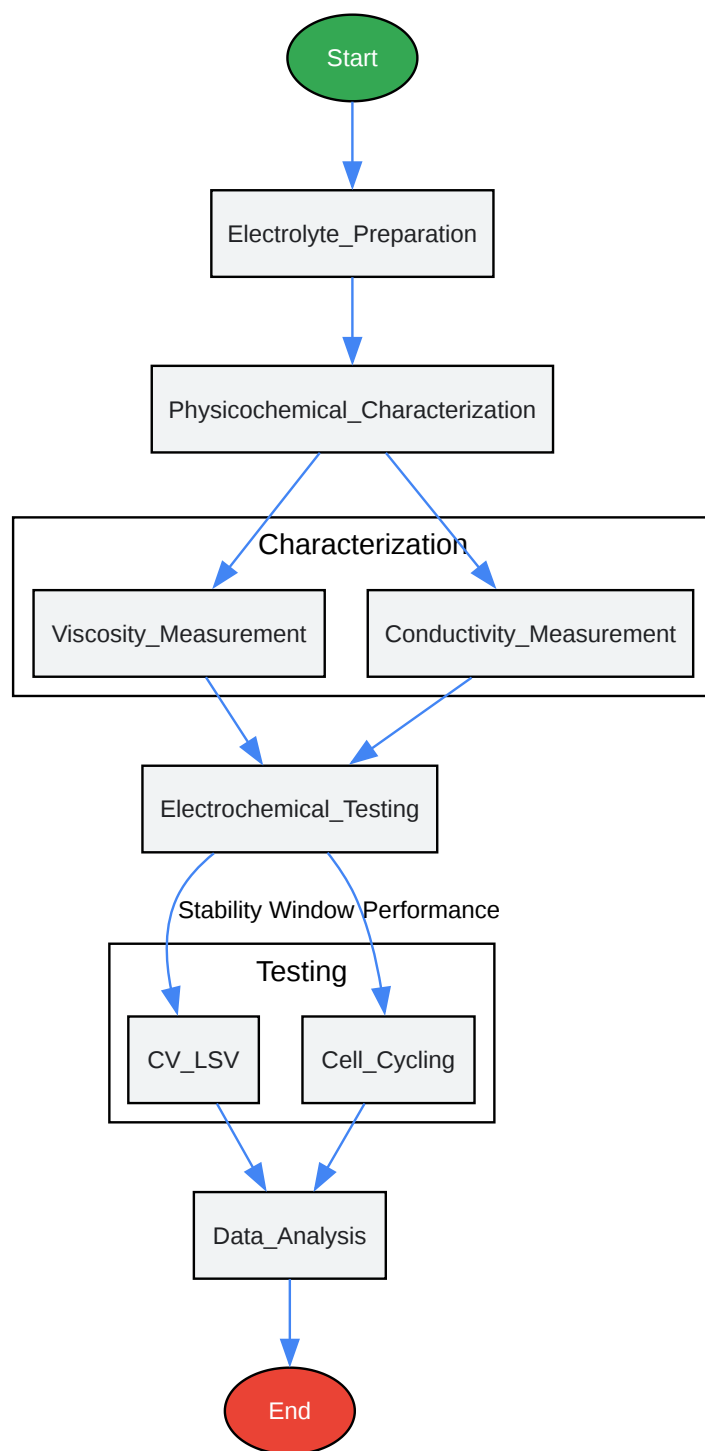 Start
Electrolyte_Preparation
Physicochemical_Characterization
Characterization
Viscosity_Measurement
Conductivity_Measurement
Electrochemical_Testing
Stability Window
Performance
Testing
CV_LSV
Cell_Cycling
Data_Analysis
End